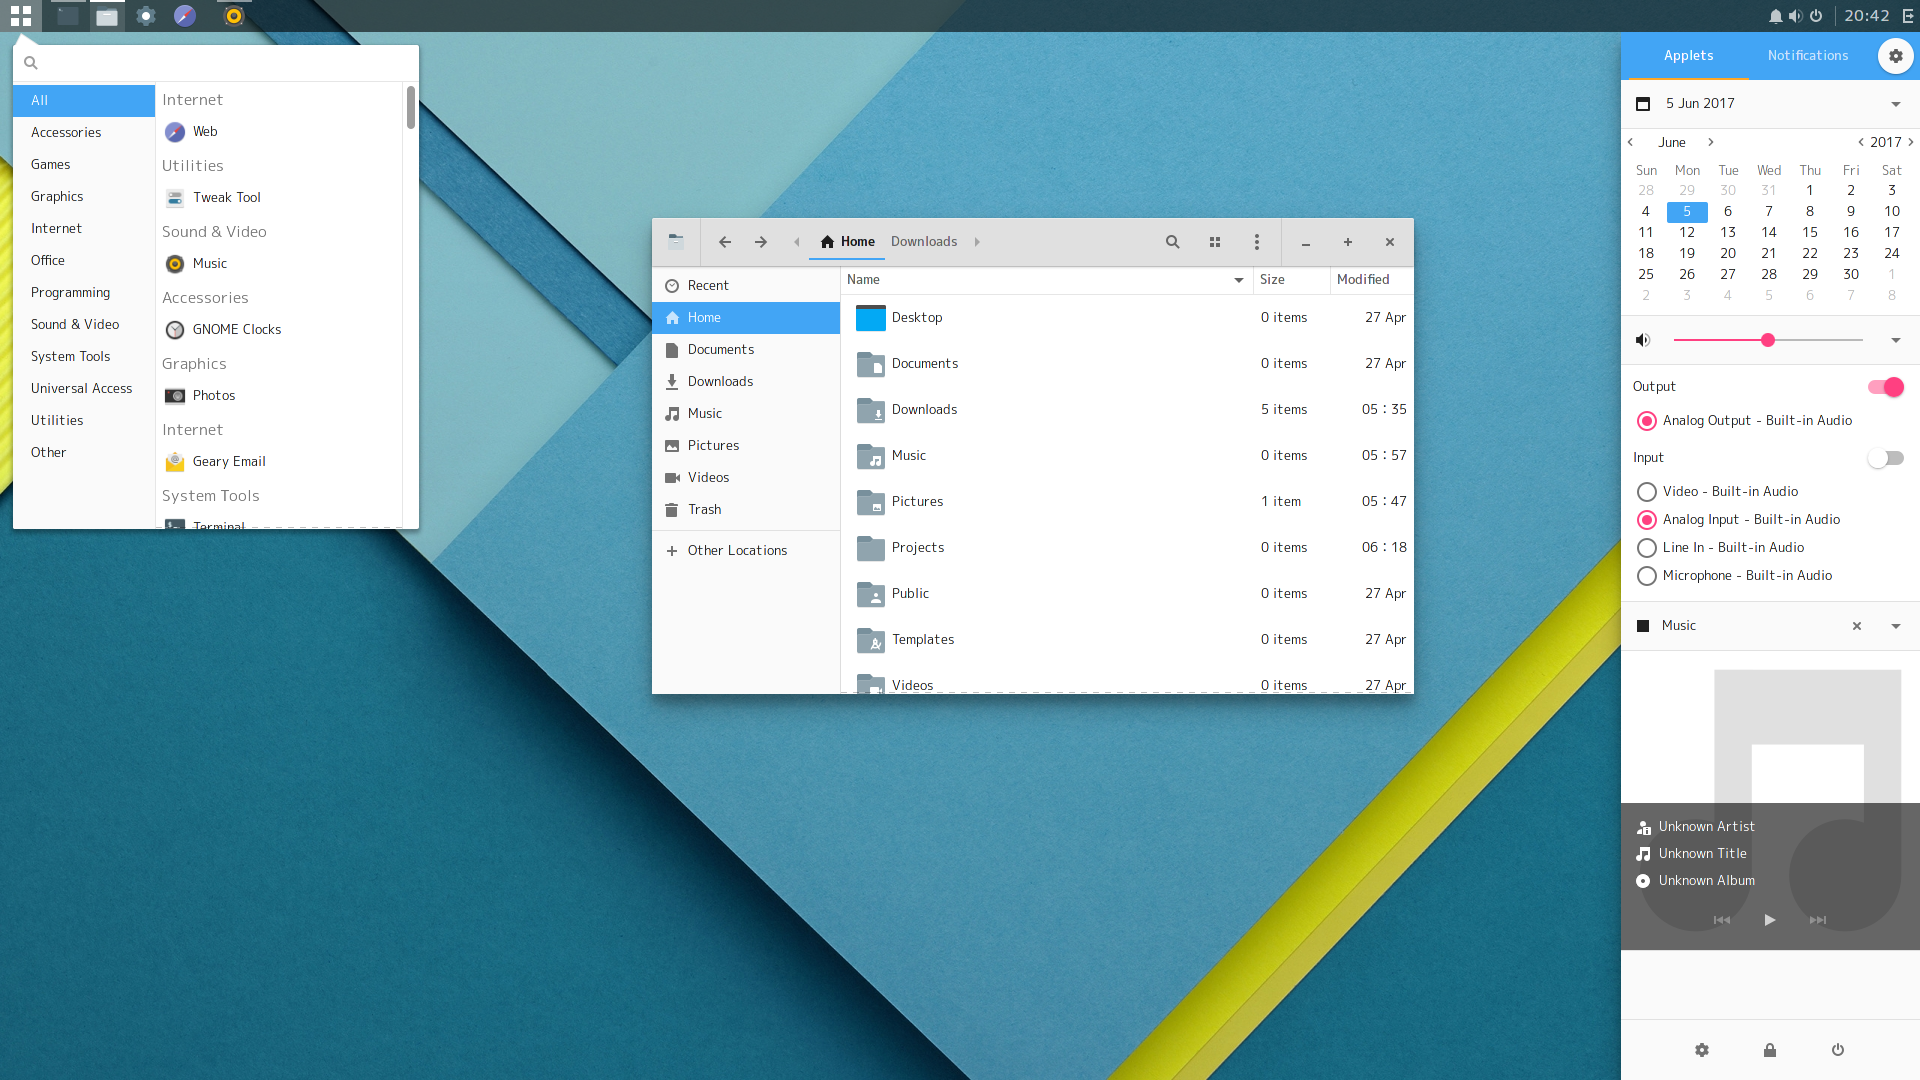 20:42
All
Accessories
Games
Graphics
Internet
Office
Programming
Sound & Video
System Tools
Universal Access
Utilities
Other
Internet
Web
Utilities
Tweak Tool
Sound & Video
Music
Accessories
GNOME Clocks
Graphics
Photos
Internet
Geary Email
System Tools
Terminal
Home Downloads
Recent
Home
Documents
Downloads
Music
Pictures
Videos
Trash
Other Locations
Name Size Modified
Desktop 0 items 27 Apr
Documents 0 items 27 Apr
Downloads 5 items 05 : 35
Music 0 items 05 : 57
Pictures 1 item 05 : 47
Projects 0 items 06 : 18
Public 0 items 27 Apr
Templates 0 items 27 Apr
Videos 0 items 27 Apr
Applets Notifications
5 Jun 2017
June 2017
Sun Mon Tue Wed Thu Fri Sat
28 29 30 31 1 2 3
4 5 6 7 8 9 10
11 12 13 14 15 16 17
18 19 20 21 22 23 24
25 26 27 28 29 30 1
2 3 4 5 6 7 8
Output
Analog Output - Built-in Audio
Input
Video - Built-in Audio
Analog Input - Built-in Audio
Line In - Built-in Audio
Microphone - Built-in Audio
Music
Unknown Artist
Unknown Title
Unknown Album